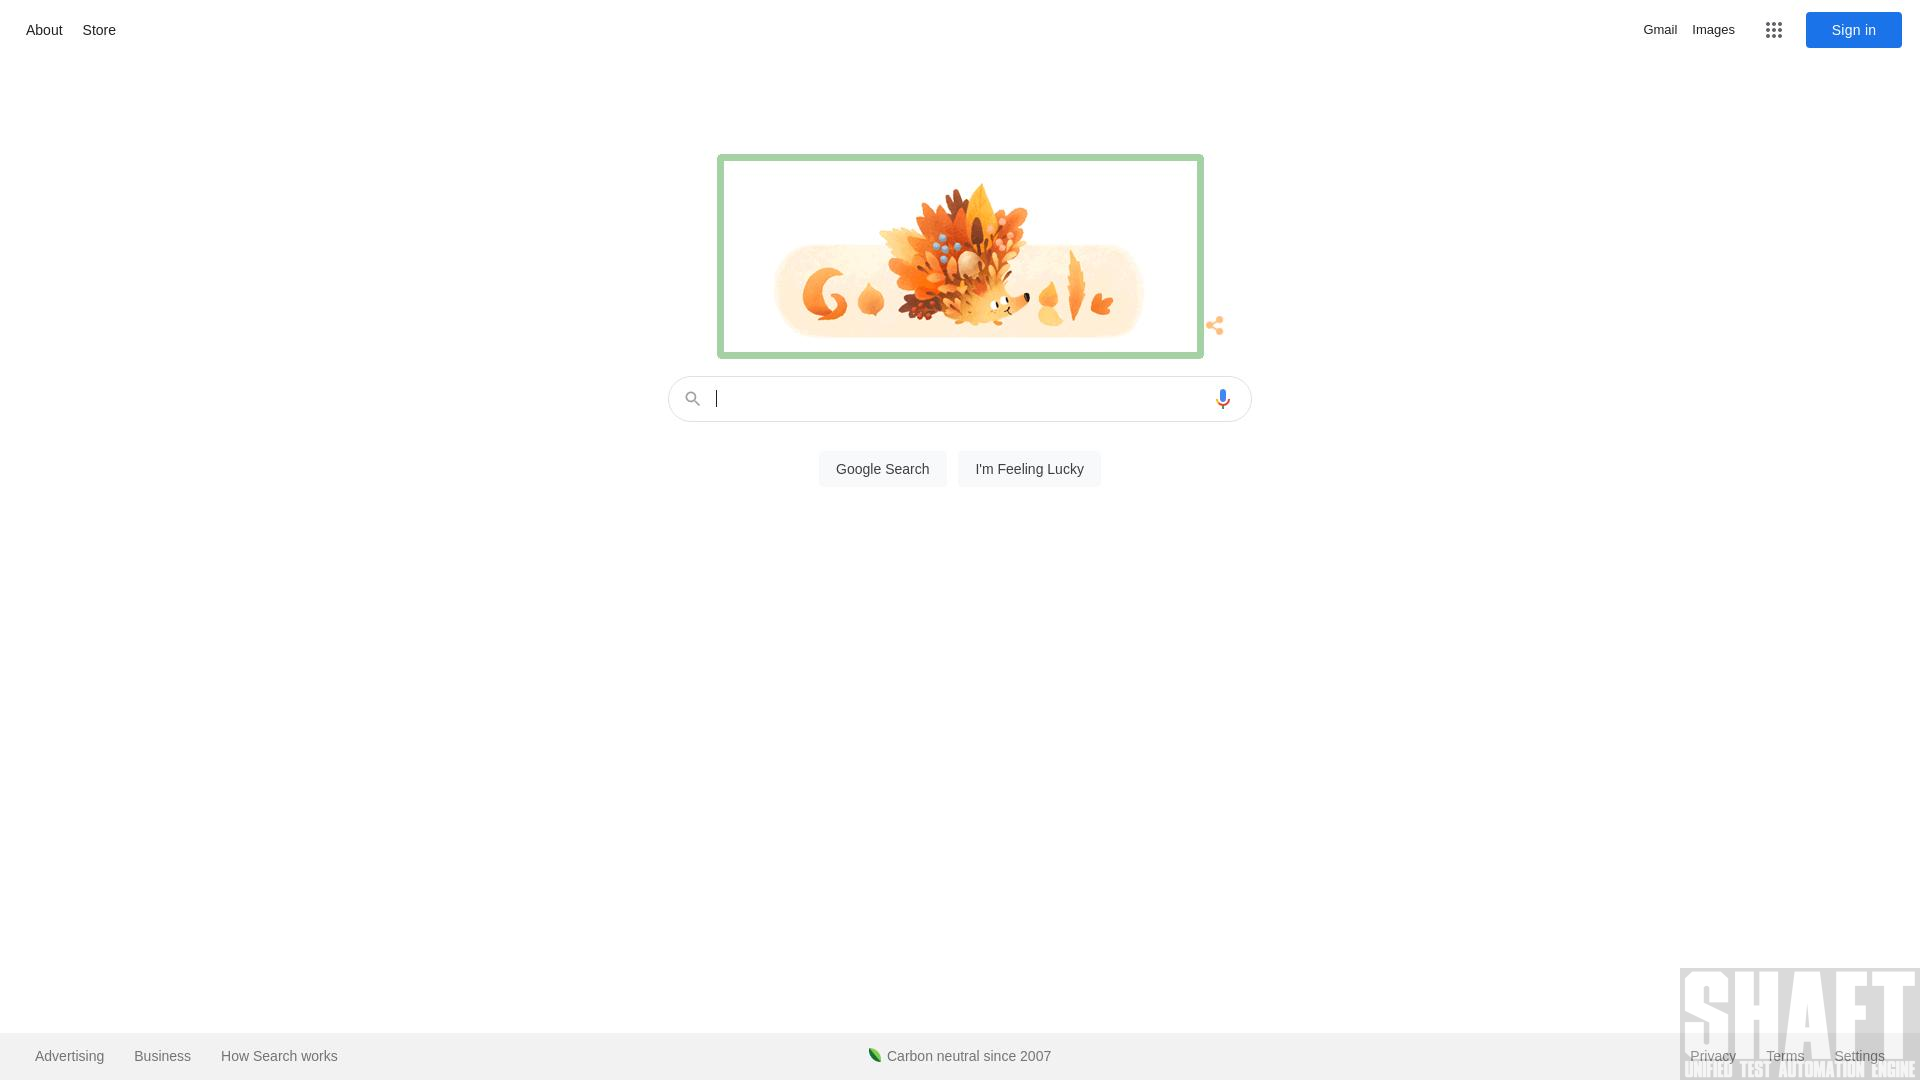 About Store
Gmail Images Sign in
Google Search I'm Feeling Lucky
Advertising Business How Search works
Carbon neutral since 2007
Privacy Terms Settings
SHAFT
UNIFIED TEST AUTOMATION ENGINE